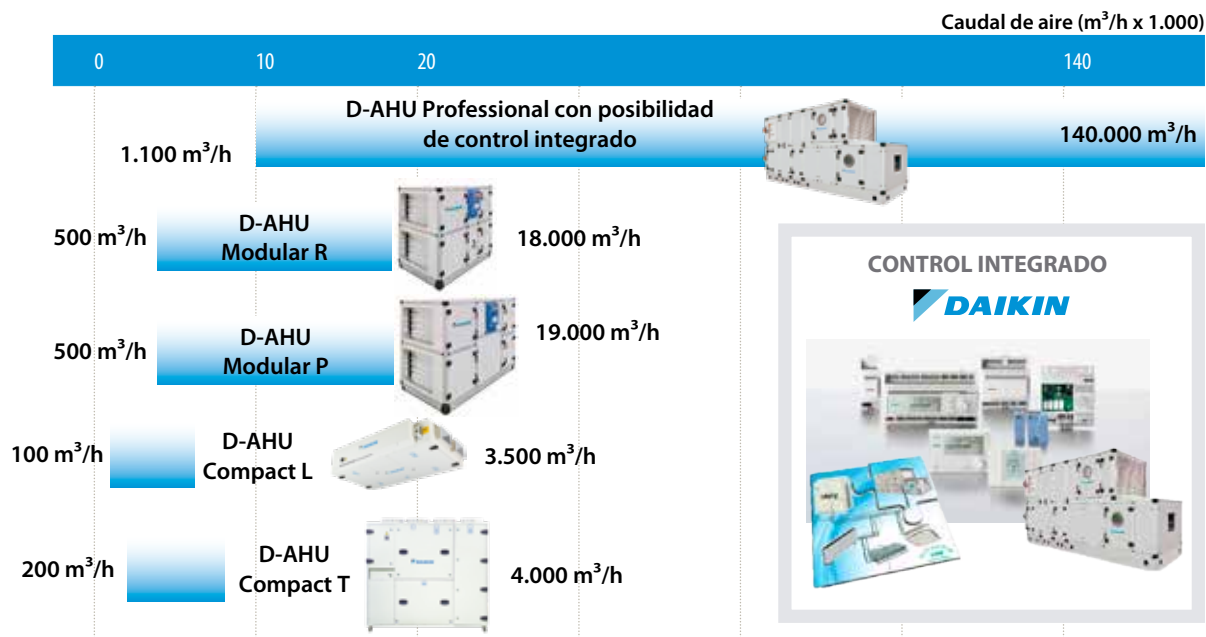 Caudal de aire (m³/h x 1.000)
0 10 20 140
D-AHU Professional con posibilidad
de control integrado
1.100 m³/h
140.000 m³/h
500 m³/h
D-AHU
Modular R
18.000 m³/h
500 m³/h
D-AHU
Modular P
19.000 m³/h
100 m³/h
D-AHU
Compact L
3.500 m³/h
200 m³/h
D-AHU
Compact T
4.000 m³/h
CONTROL INTEGRADO
DAIKIN